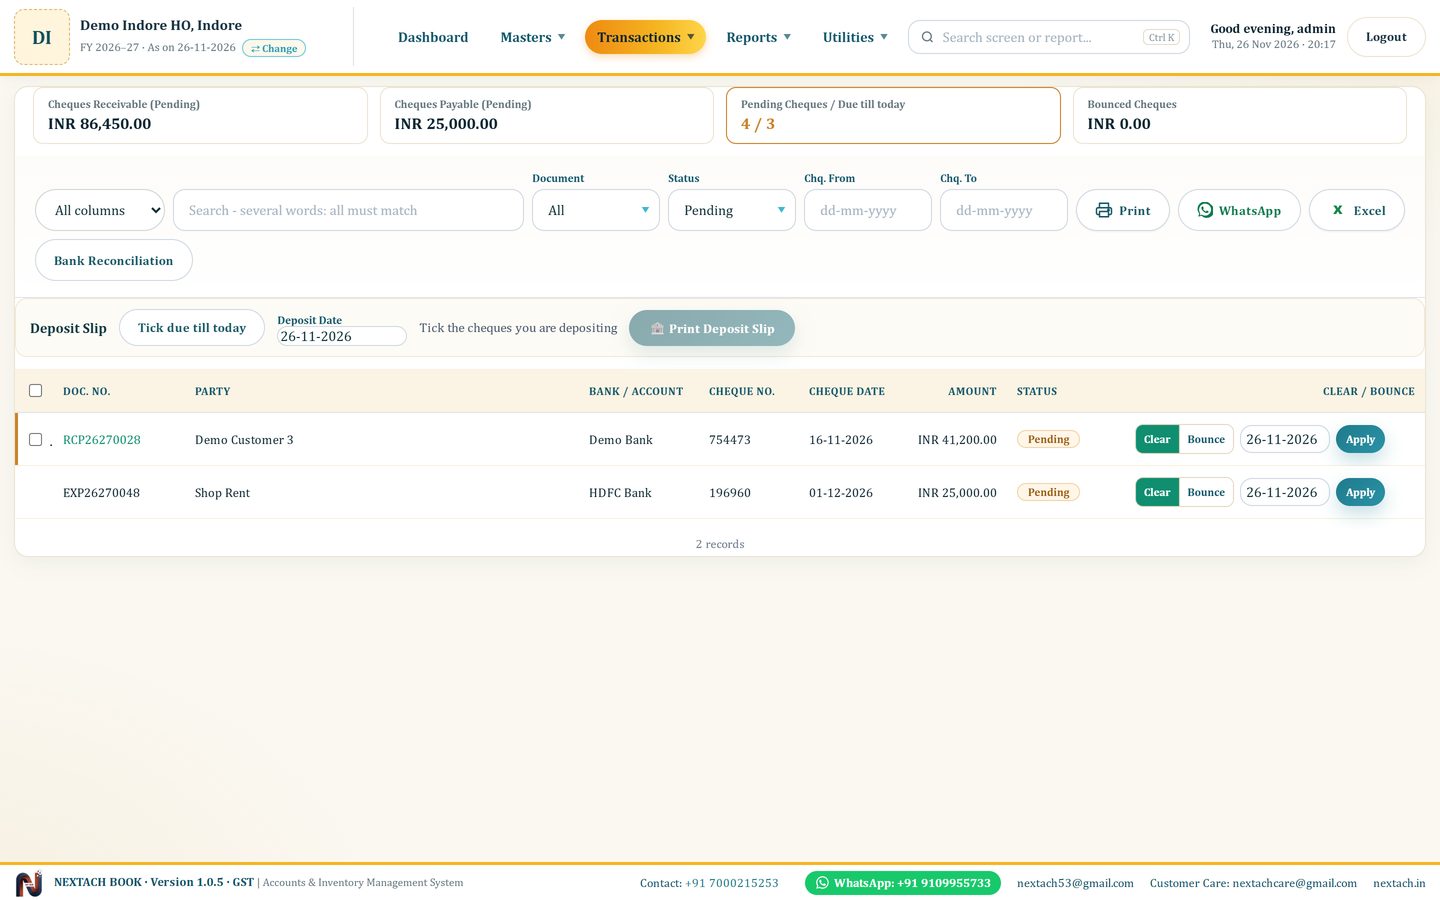 DI
Demo Indore HO, Indore
FY 2026-27 · As on 26-11-2026 ⇄ Change
Dashboard Masters Transactions Reports Utilities
Search screen or report... Ctrl K
Good evening, admin
Thu, 26 Nov 2026 · 20:17
Logout
Cheques Receivable (Pending)
INR 86,450.00
Cheques Payable (Pending)
INR 25,000.00
Pending Cheques / Due till today
4 / 3
Bounced Cheques
INR 0.00
Document Status Chq. From Chq. To
All columns Search - several words: all must match All Pending dd-mm-yyyy dd-mm-yyyy Print WhatsApp X Excel
Bank Reconciliation
Deposit Slip Tick due till today
Deposit Date
26-11-2026
Tick the cheques you are depositing Print Deposit Slip
DOC. NO. PARTY BANK / ACCOUNT CHEQUE NO. CHEQUE DATE AMOUNT STATUS CLEAR / BOUNCE
. RCP26270028 Demo Customer 3 Demo Bank 754473 16-11-2026 INR 41,200.00 Pending Clear Bounce 26-11-2026 Apply
EXP26270048 Shop Rent HDFC Bank 196960 01-12-2026 INR 25,000.00 Pending Clear Bounce 26-11-2026 Apply
2 records
N NEXTACH BOOK · Version 1.0.5 · GST | Accounts & Inventory Management System
Contact: +91 7000215253 WhatsApp: +91 9109955733 nextach53@gmail.com Customer Care: nextachcare@gmail.com nextach.in